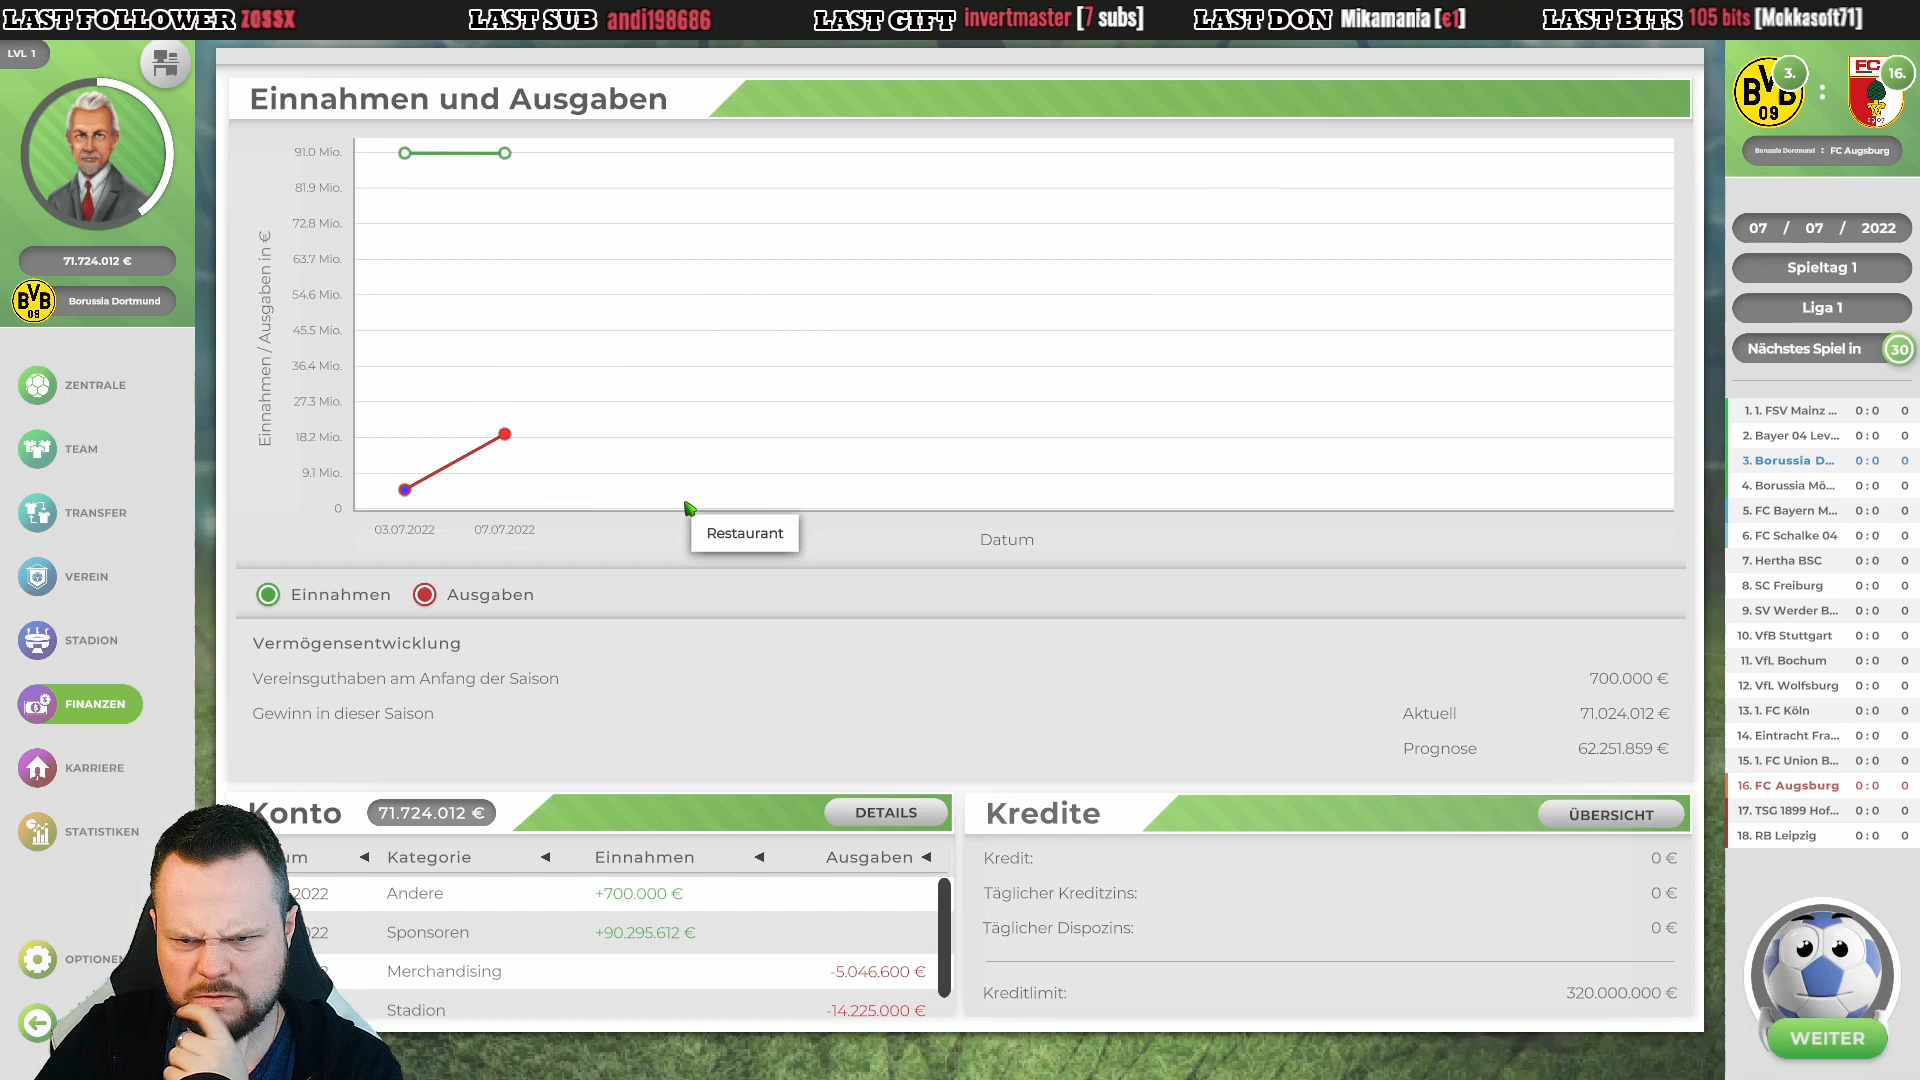 LAST FOLLOWER zossx
LAST SUB andi198686
LAST GIFT invertmaster [7 subs]
LAST DON Mikamania [€1]
LAST BITS 105 bits [Mokkasoft71]
LVL 1
71.724.012 €
BVB 09
Borussia Dortmund
ZENTRALE
TEAM
TRANSFER
VEREIN
STADION
FINANZEN
KARRIERE
STATISTIKEN
OPTIONEN
Einnahmen und Ausgaben
Einnahmen / Ausgaben in €
91.0 Mio.
81.9 Mio.
72.8 Mio.
63.7 Mio.
54.6 Mio.
45.5 Mio.
36.4 Mio.
27.3 Mio.
18.2 Mio.
9.1 Mio.
0
03.07.2022
07.07.2022
Datum
Restaurant
Einnahmen
Ausgaben
Vermögensentwicklung
Vereinsguthaben am Anfang der Saison
700.000 €
Gewinn in dieser Saison
Aktuell
71.024.012 €
Prognose
62.251.859 €
Konto
71.724.012 €
DETAILS
um Kategorie Einnahmen Ausgaben
2022 Andere +700.000 €
022 Sponsoren +90.295.612 €
Merchandising -5.046.600 €
Stadion -14.225.000 €
Kredite
ÜBERSICHT
Kredit: 0 €
Täglicher Kreditzins: 0 €
Täglicher Dispozins: 0 €
Kreditlimit: 320.000.000 €
BVB 09
3.
:
FC
16.
Borussia Dortmund : FC Augsburg
07 / 07 / 2022
Spieltag 1
Liga 1
Nächstes Spiel in 30
1. 1. FSV Mainz ... 0 : 0 0
2. Bayer 04 Lev... 0 : 0 0
3. Borussia D... 0 : 0 0
4. Borussia Mö... 0 : 0 0
5. FC Bayern M... 0 : 0 0
6. FC Schalke 04 0 : 0 0
7. Hertha BSC 0 : 0 0
8. SC Freiburg 0 : 0 0
9. SV Werder B... 0 : 0 0
10. VfB Stuttgart 0 : 0 0
11. VfL Bochum 0 : 0 0
12. VfL Wolfsburg 0 : 0 0
13. 1. FC Köln 0 : 0 0
14. Eintracht Fra... 0 : 0 0
15. 1. FC Union B... 0 : 0 0
16. FC Augsburg 0 : 0 0
17. TSG 1899 Hof... 0 : 0 0
18. RB Leipzig 0 : 0 0
WEITER